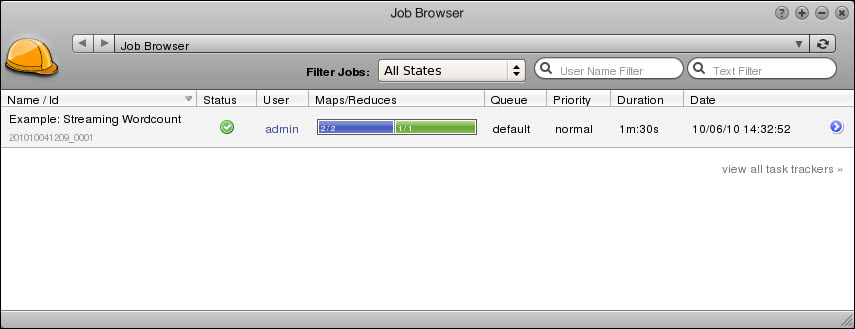 Job Browser
Job Browser
Filter Jobs: All States User Name Filter Text Filter
Name / Id Status User Maps/Reduces Queue Priority Duration Date
Example: Streaming Wordcount admin 2/2 1/1 default normal 1m:30s 10/06/10 14:32:52
201010041209_0001
view all task trackers »